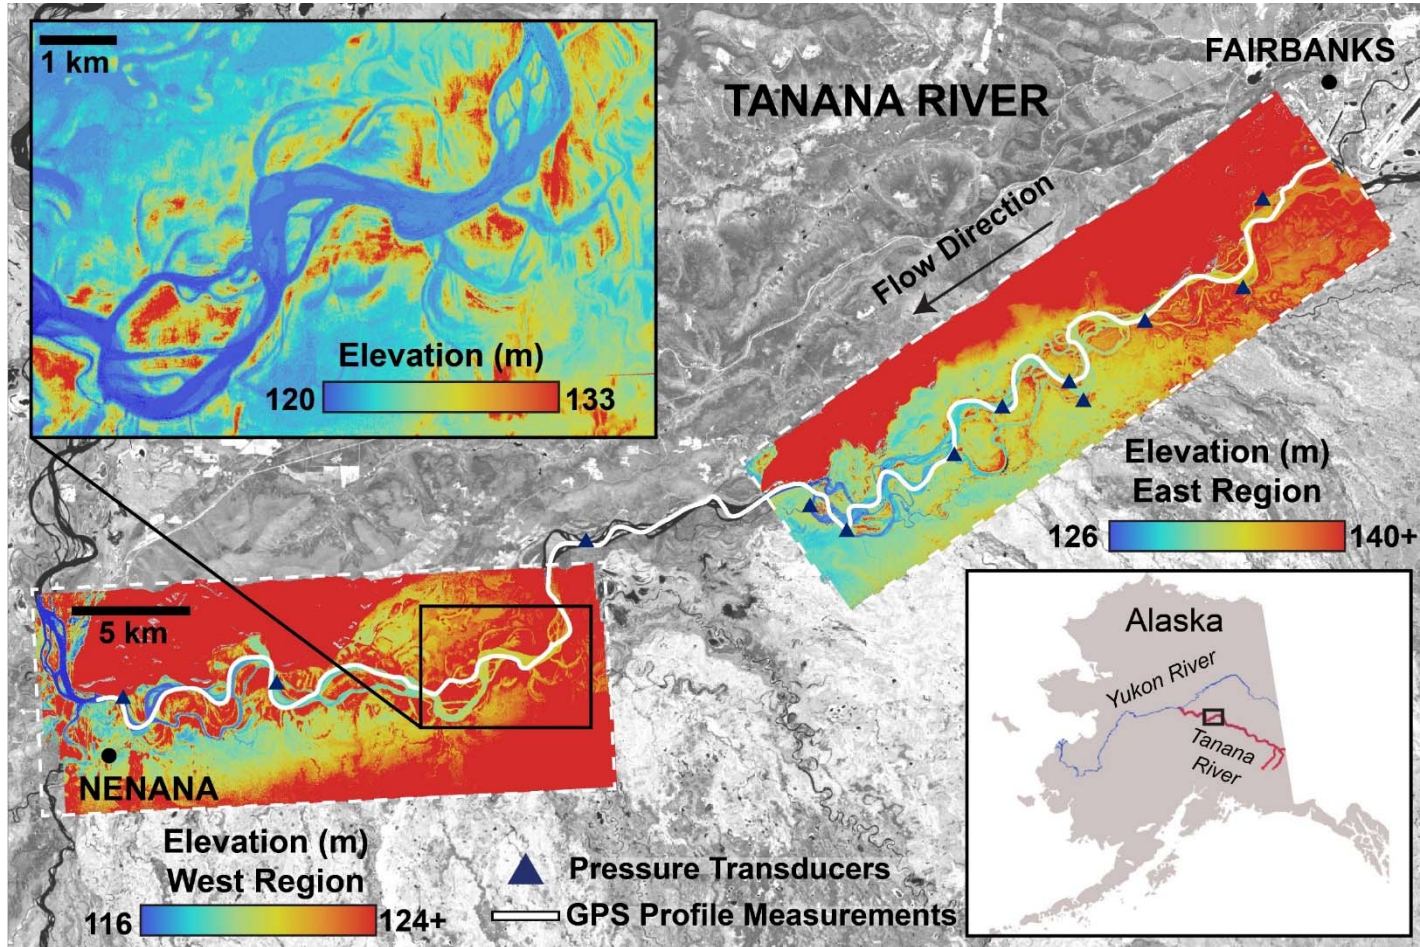 1 km
FAIRBANKS
TANANA RIVER
Flow Direction
Elevation (m)
120
133
Elevation (m)
East Region
126
140+
5 km
NENANA
Elevation (m)
West Region
116
124+
Pressure Transducers
GPS Profile Measurements
Alaska
Yukon River
Tanana
River